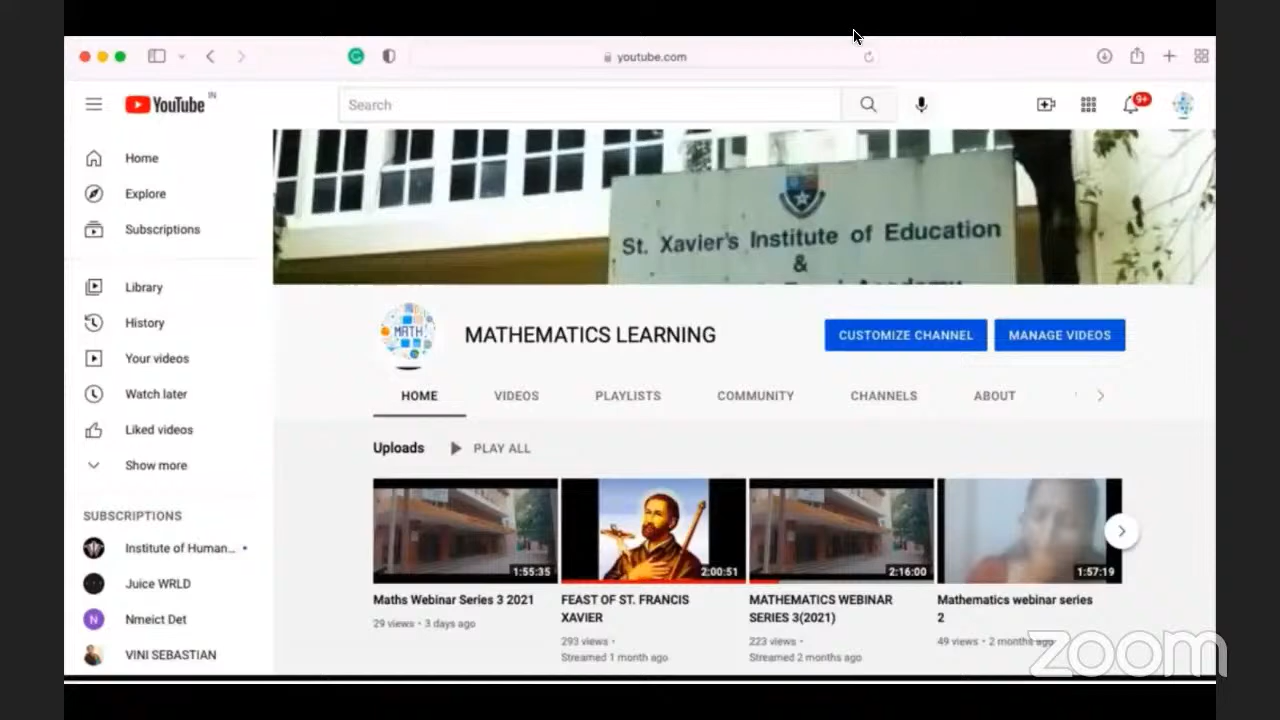 youtube.com
YouTube IN
Search
9+
Home
Explore
Subscriptions
Library
History
Your videos
Watch later
Liked videos
Show more
SUBSCRIPTIONS
Institute of Human...
Juice WRLD
Nmeict Det
N
VINI SEBASTIAN
St. Xavier's Institute of Education
&
MATH
MATHEMATICS LEARNING
CUSTOMIZE CHANNEL
MANAGE VIDEOS
HOME
VIDEOS
PLAYLISTS
COMMUNITY
CHANNELS
ABOUT
Uploads
PLAY ALL
1:55:35
Maths Webinar Series 3 2021
29 views • 3 days ago
2:00:51
FEAST OF ST. FRANCIS
XAVIER
293 views •
Streamed 1 month ago
2:16:00
MATHEMATICS WEBINAR
SERIES 3(2021)
223 views •
Streamed 2 months ago
1:57:19
Mathematics webinar series
2
49 views • 2 months ago
zoom